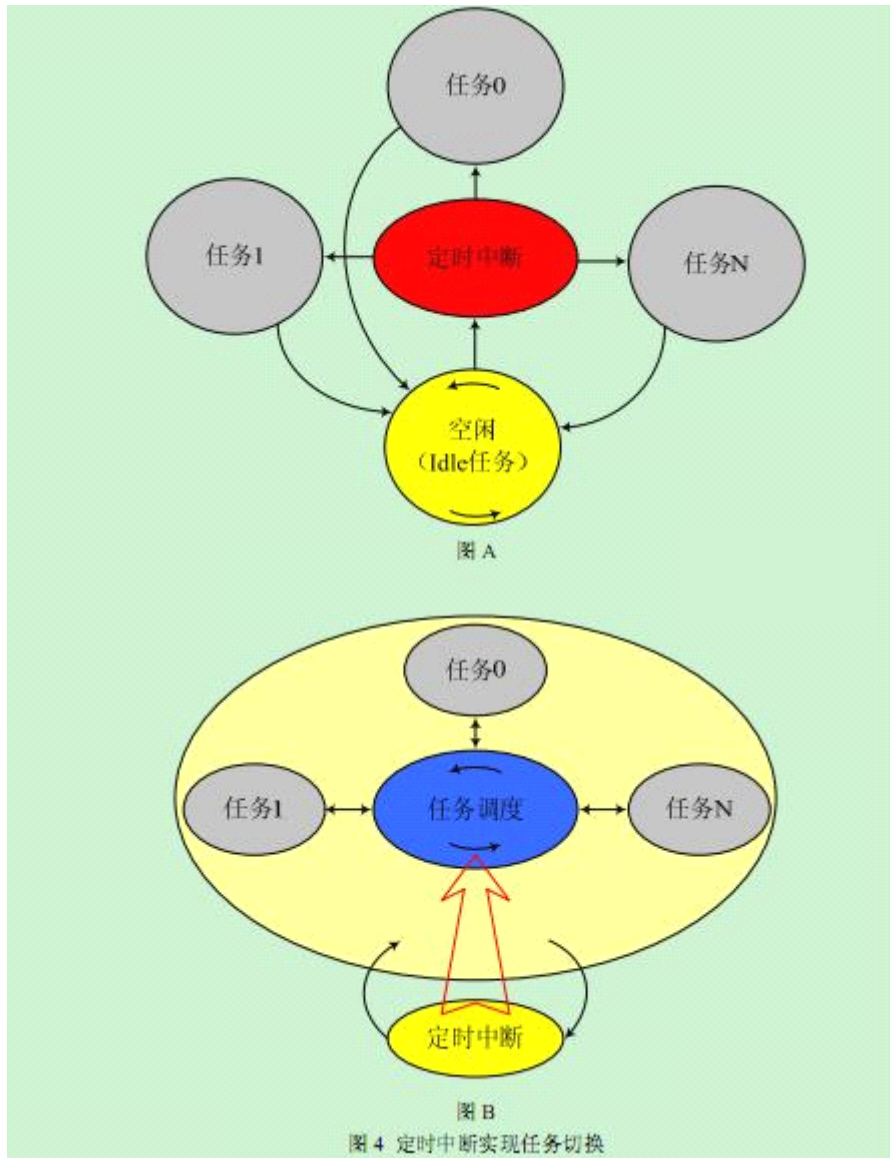 任务0
任务1
定时中断
任务N
空闲
（Idle任务）
图 A
任务0
任务1
任务调度
任务N
定时中断
图 B
图 4 定时中断实现任务切换